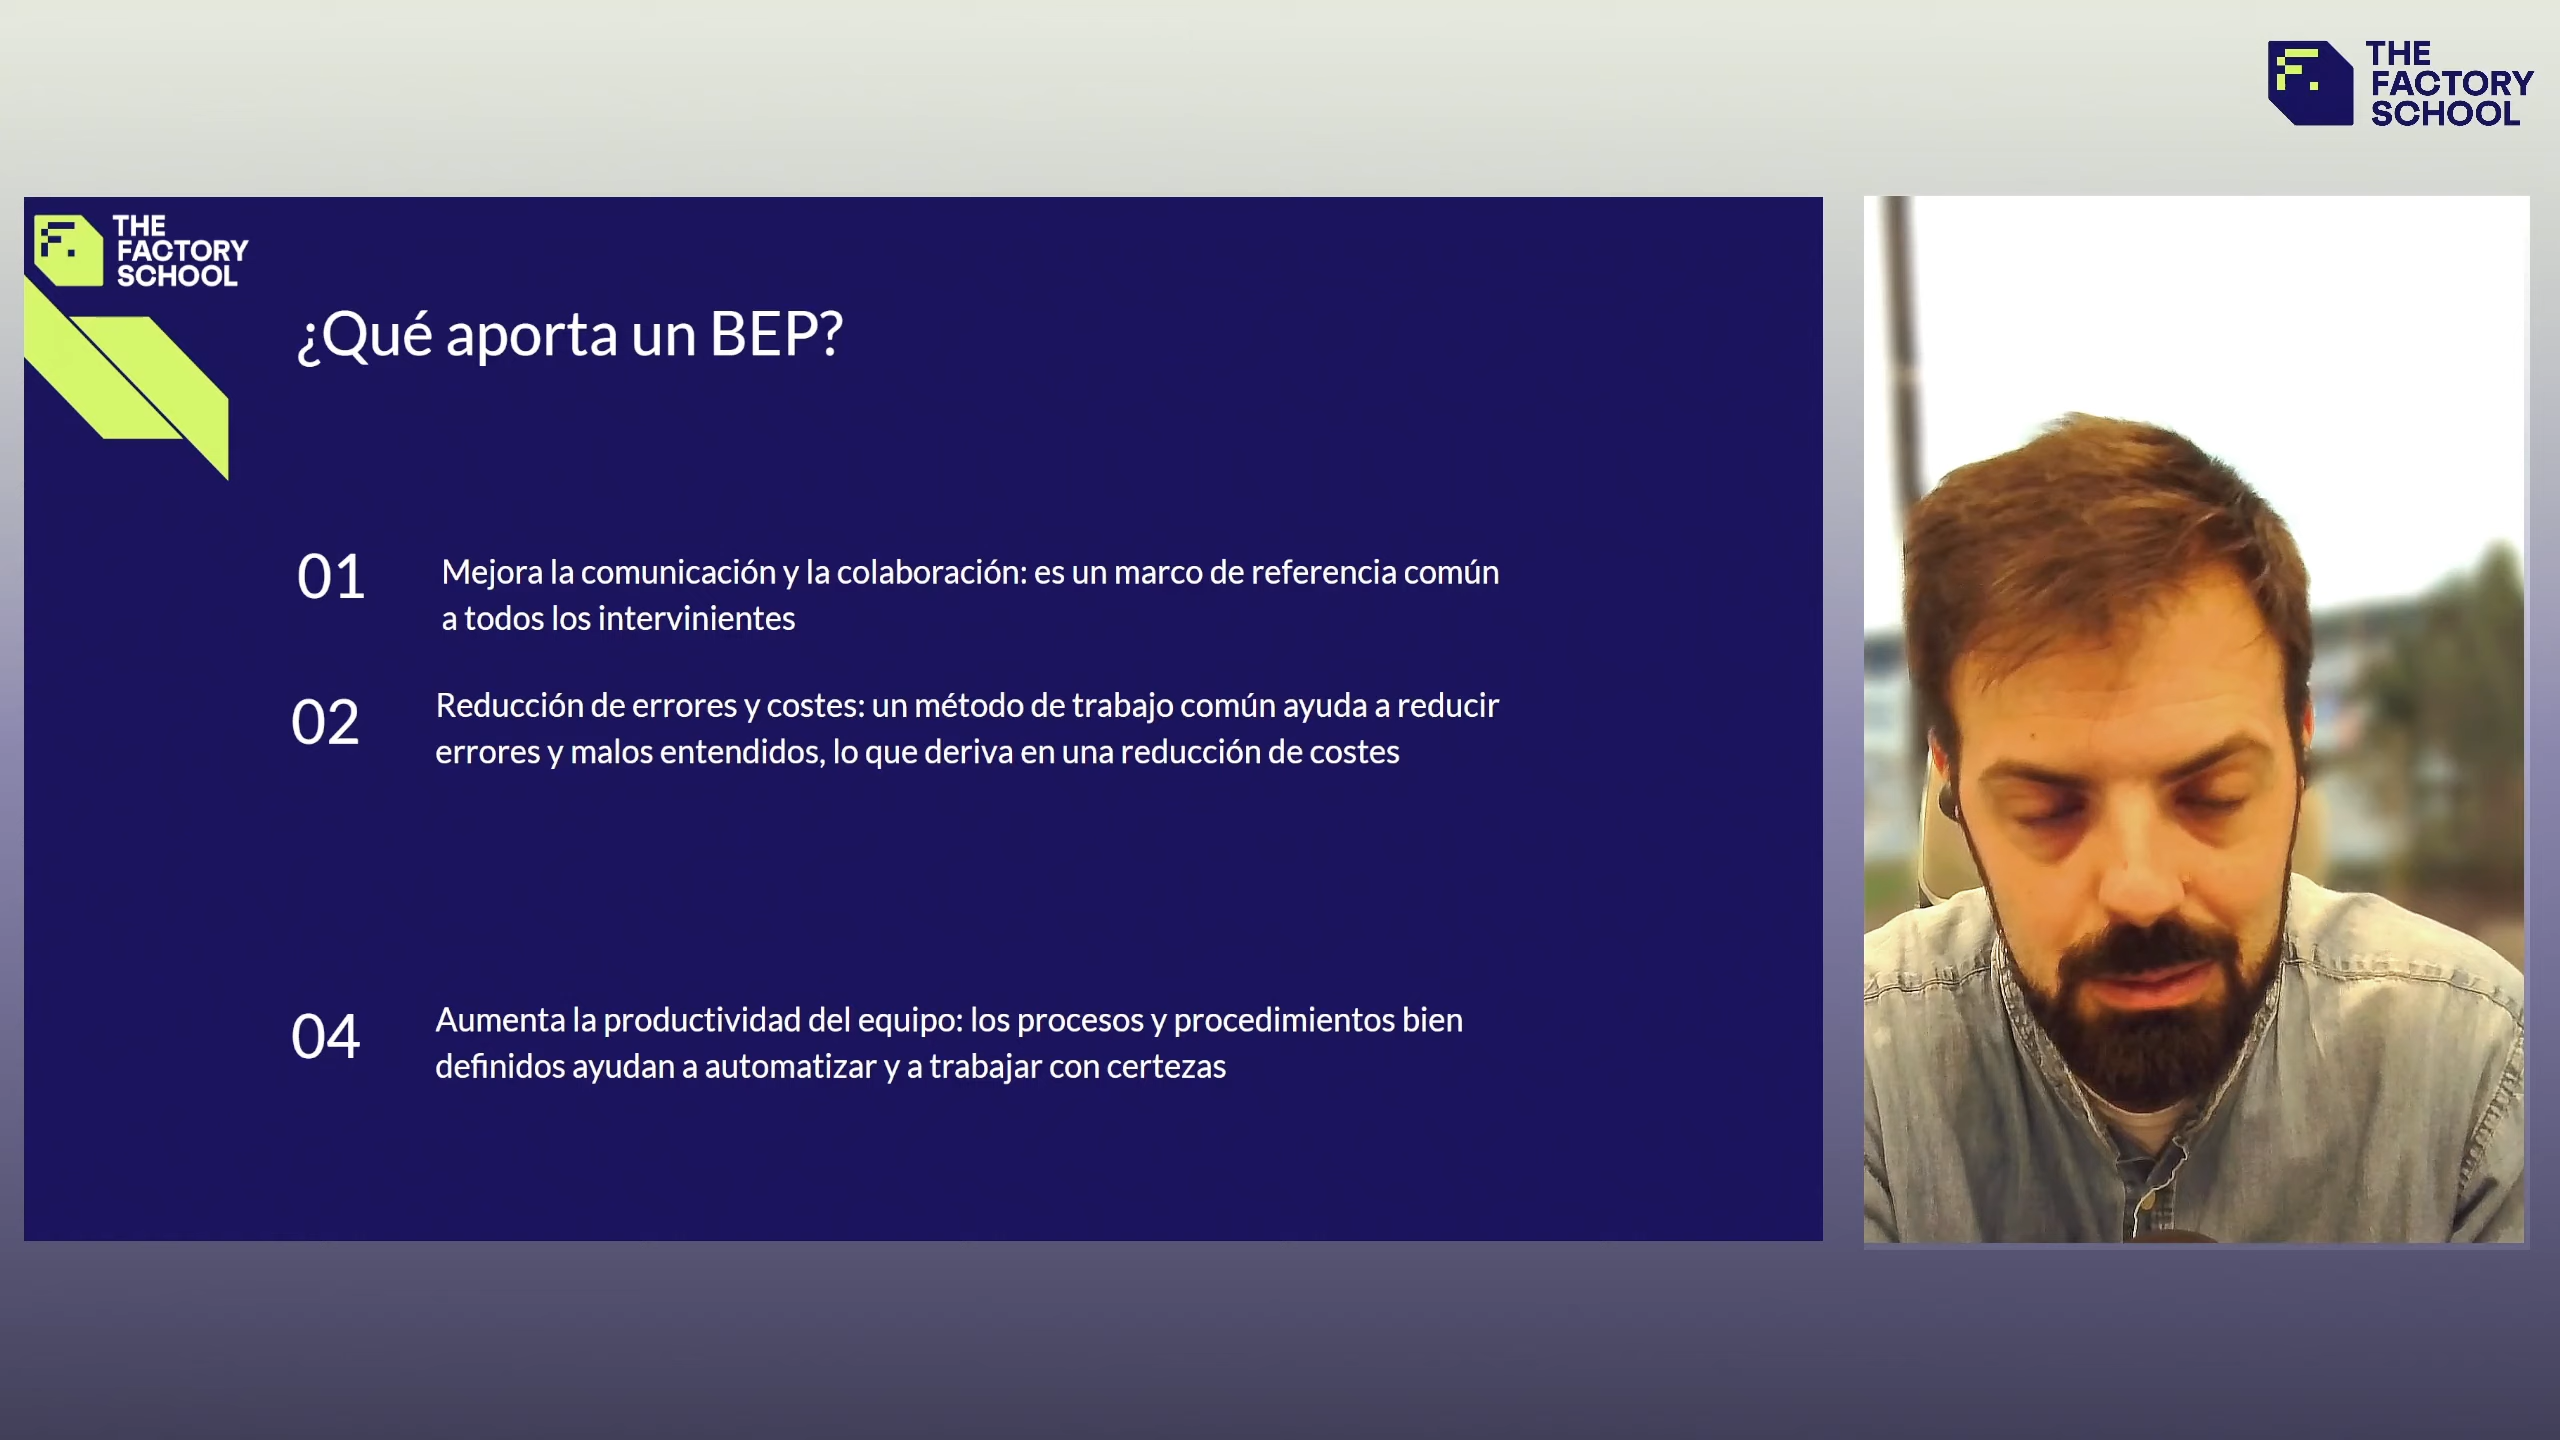 THE
FACTORY
SCHOOL
F.
THE
FACTORY
SCHOOL
F.
¿Qué aporta un BEP?
01
Mejora la comunicación y la colaboración: es un marco de referencia común
a todos los intervinientes
02
Reducción de errores y costes: un método de trabajo común ayuda a reducir
errores y malos entendidos, lo que deriva en una reducción de costes
04
Aumenta la productividad del equipo: los procesos y procedimientos bien
definidos ayudan a automatizar y a trabajar con certezas